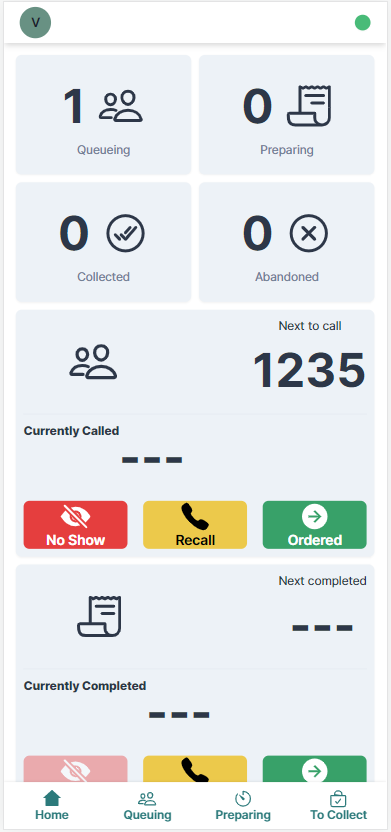 V
1
Queueing
0
Preparing
0
Collected
0
Abandoned
Next to call
1235
Currently Called
---
No Show
Recall
Ordered
Next completed
---
Currently Completed
---
Home
Queuing
Preparing
To Collect